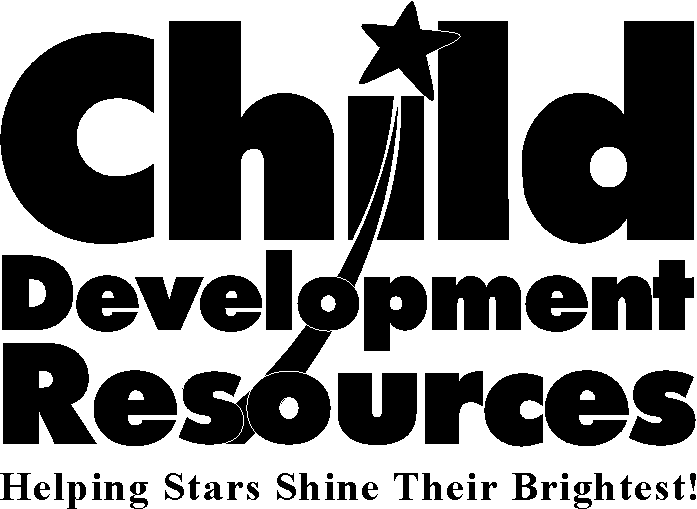 Child
Development
Resources
Helping Stars Shine Their Brightest!